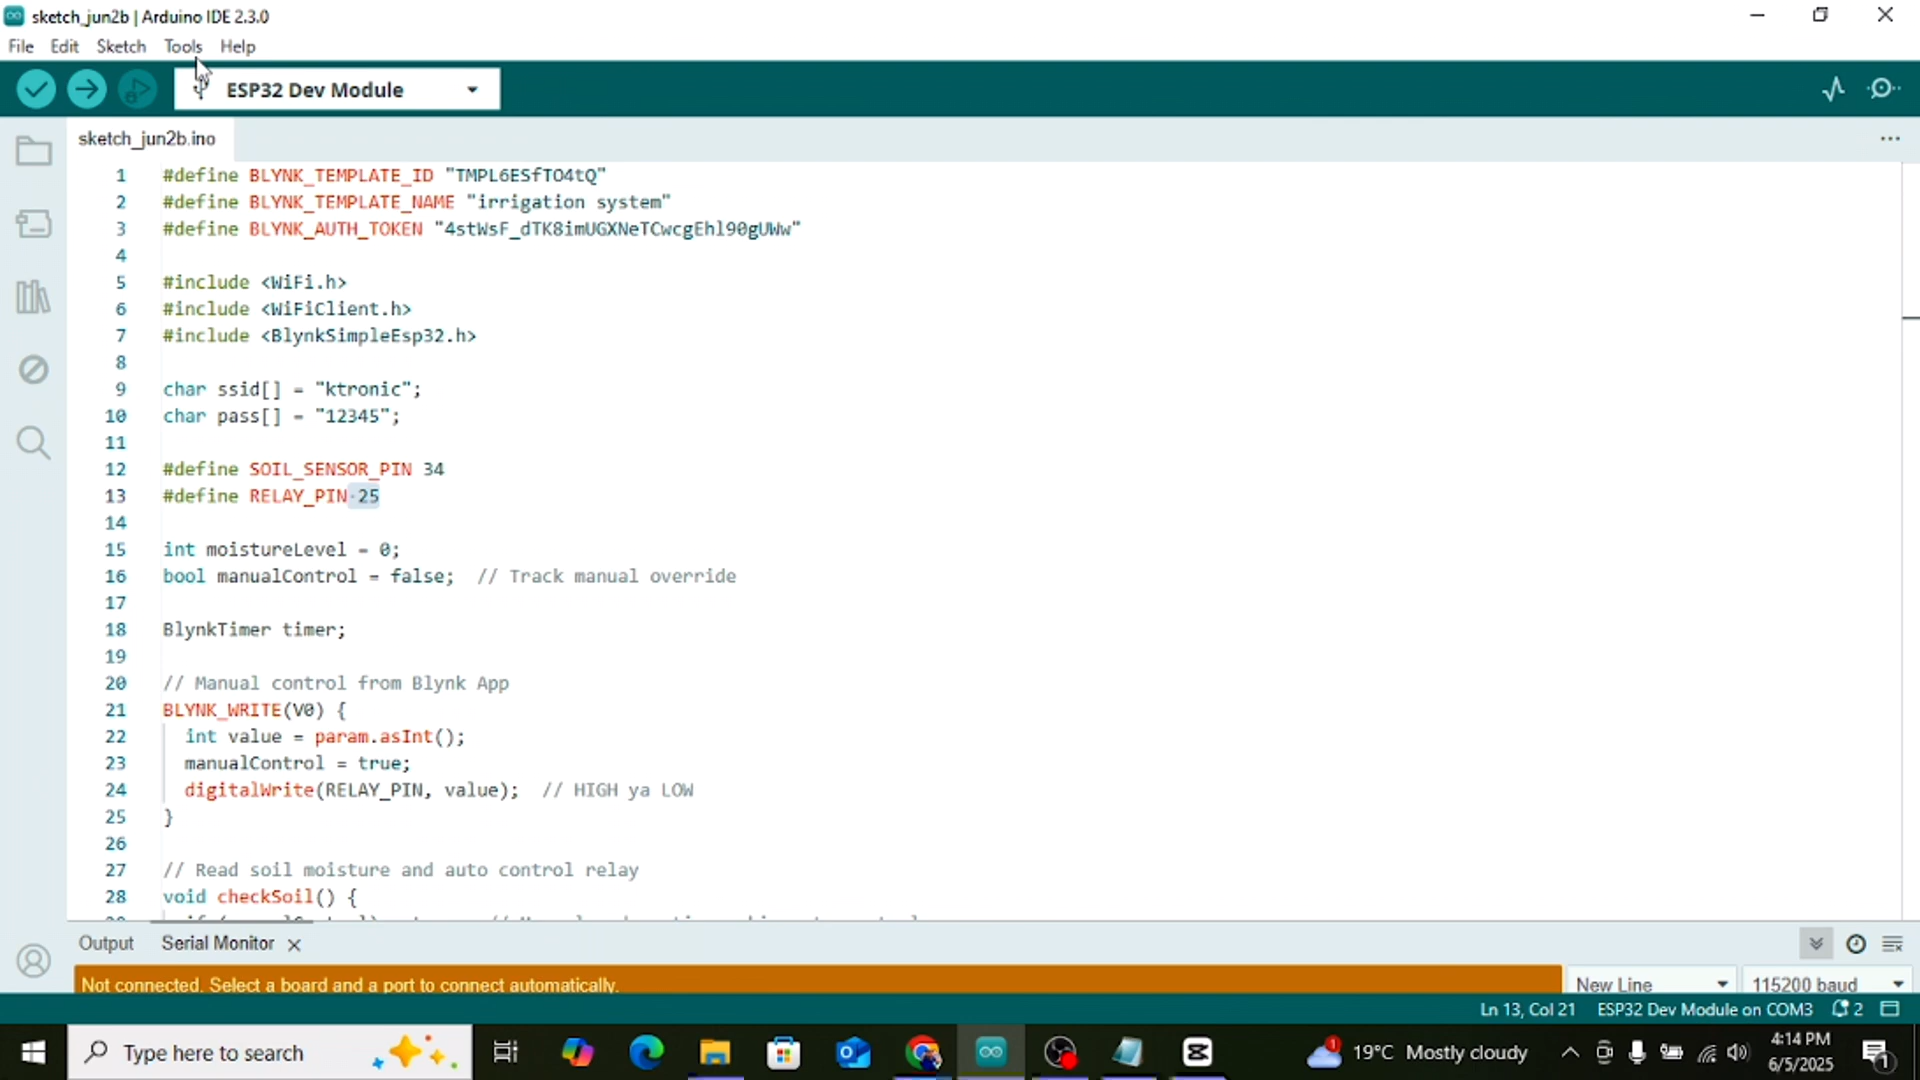 sketch_jun2b | Arduino IDE 2.3.0
File Edit Sketch Tools Help
ESP32 Dev Module
sketch_jun2b.ino
1 #define BLYNK_TEMPLATE_ID "TMPL6ESfTO4tQ"
2 #define BLYNK_TEMPLATE_NAME "irrigation system"
3 #define BLYNK_AUTH_TOKEN "4stWsF_dTK8imUGXNeTCwcgEhl90gUWw"
4
5 #include <WiFi.h>
6 #include <WiFiClient.h>
7 #include <BlynkSimpleEsp32.h>
8
9 char ssid[] = "ktronic";
10 char pass[] = "12345";
11
12 #define SOIL_SENSOR_PIN 34
13 #define RELAY_PIN 25
14
15 int moistureLevel = 0;
16 bool manualControl = false; // Track manual override
17
18 BlynkTimer timer;
19
20 // Manual control from Blynk App
21 BLYNK_WRITE(V0) {
22 int value = param.asInt();
23 manualControl = true;
24 digitalWrite(RELAY_PIN, value); // HIGH ya LOW
25 }
26
27 // Read soil moisture and auto control relay
28 void checkSoil() {
Output Serial Monitor
Not connected. Select a board and a port to connect automatically.
New Line 115200 baud
Ln 13, Col 21 ESP32 Dev Module on COM3 2
Type here to search
19°C Mostly cloudy
4:14 PM
6/5/2025